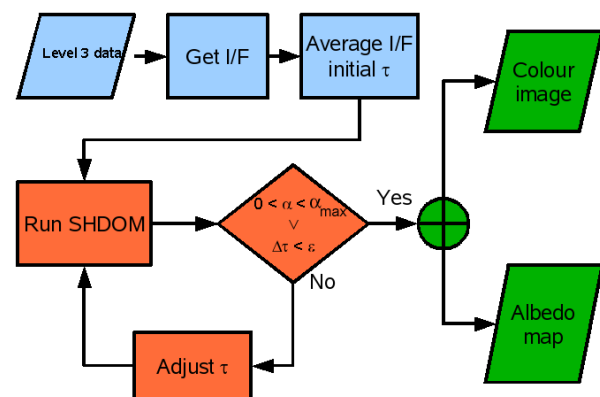 Level 3 data
Get I/F
Average I/F
initial τ
Colour
image
Run SHDOM
0 < α < α_max
∨
Δτ < ε
Yes
No
Adjust τ
Albedo
map